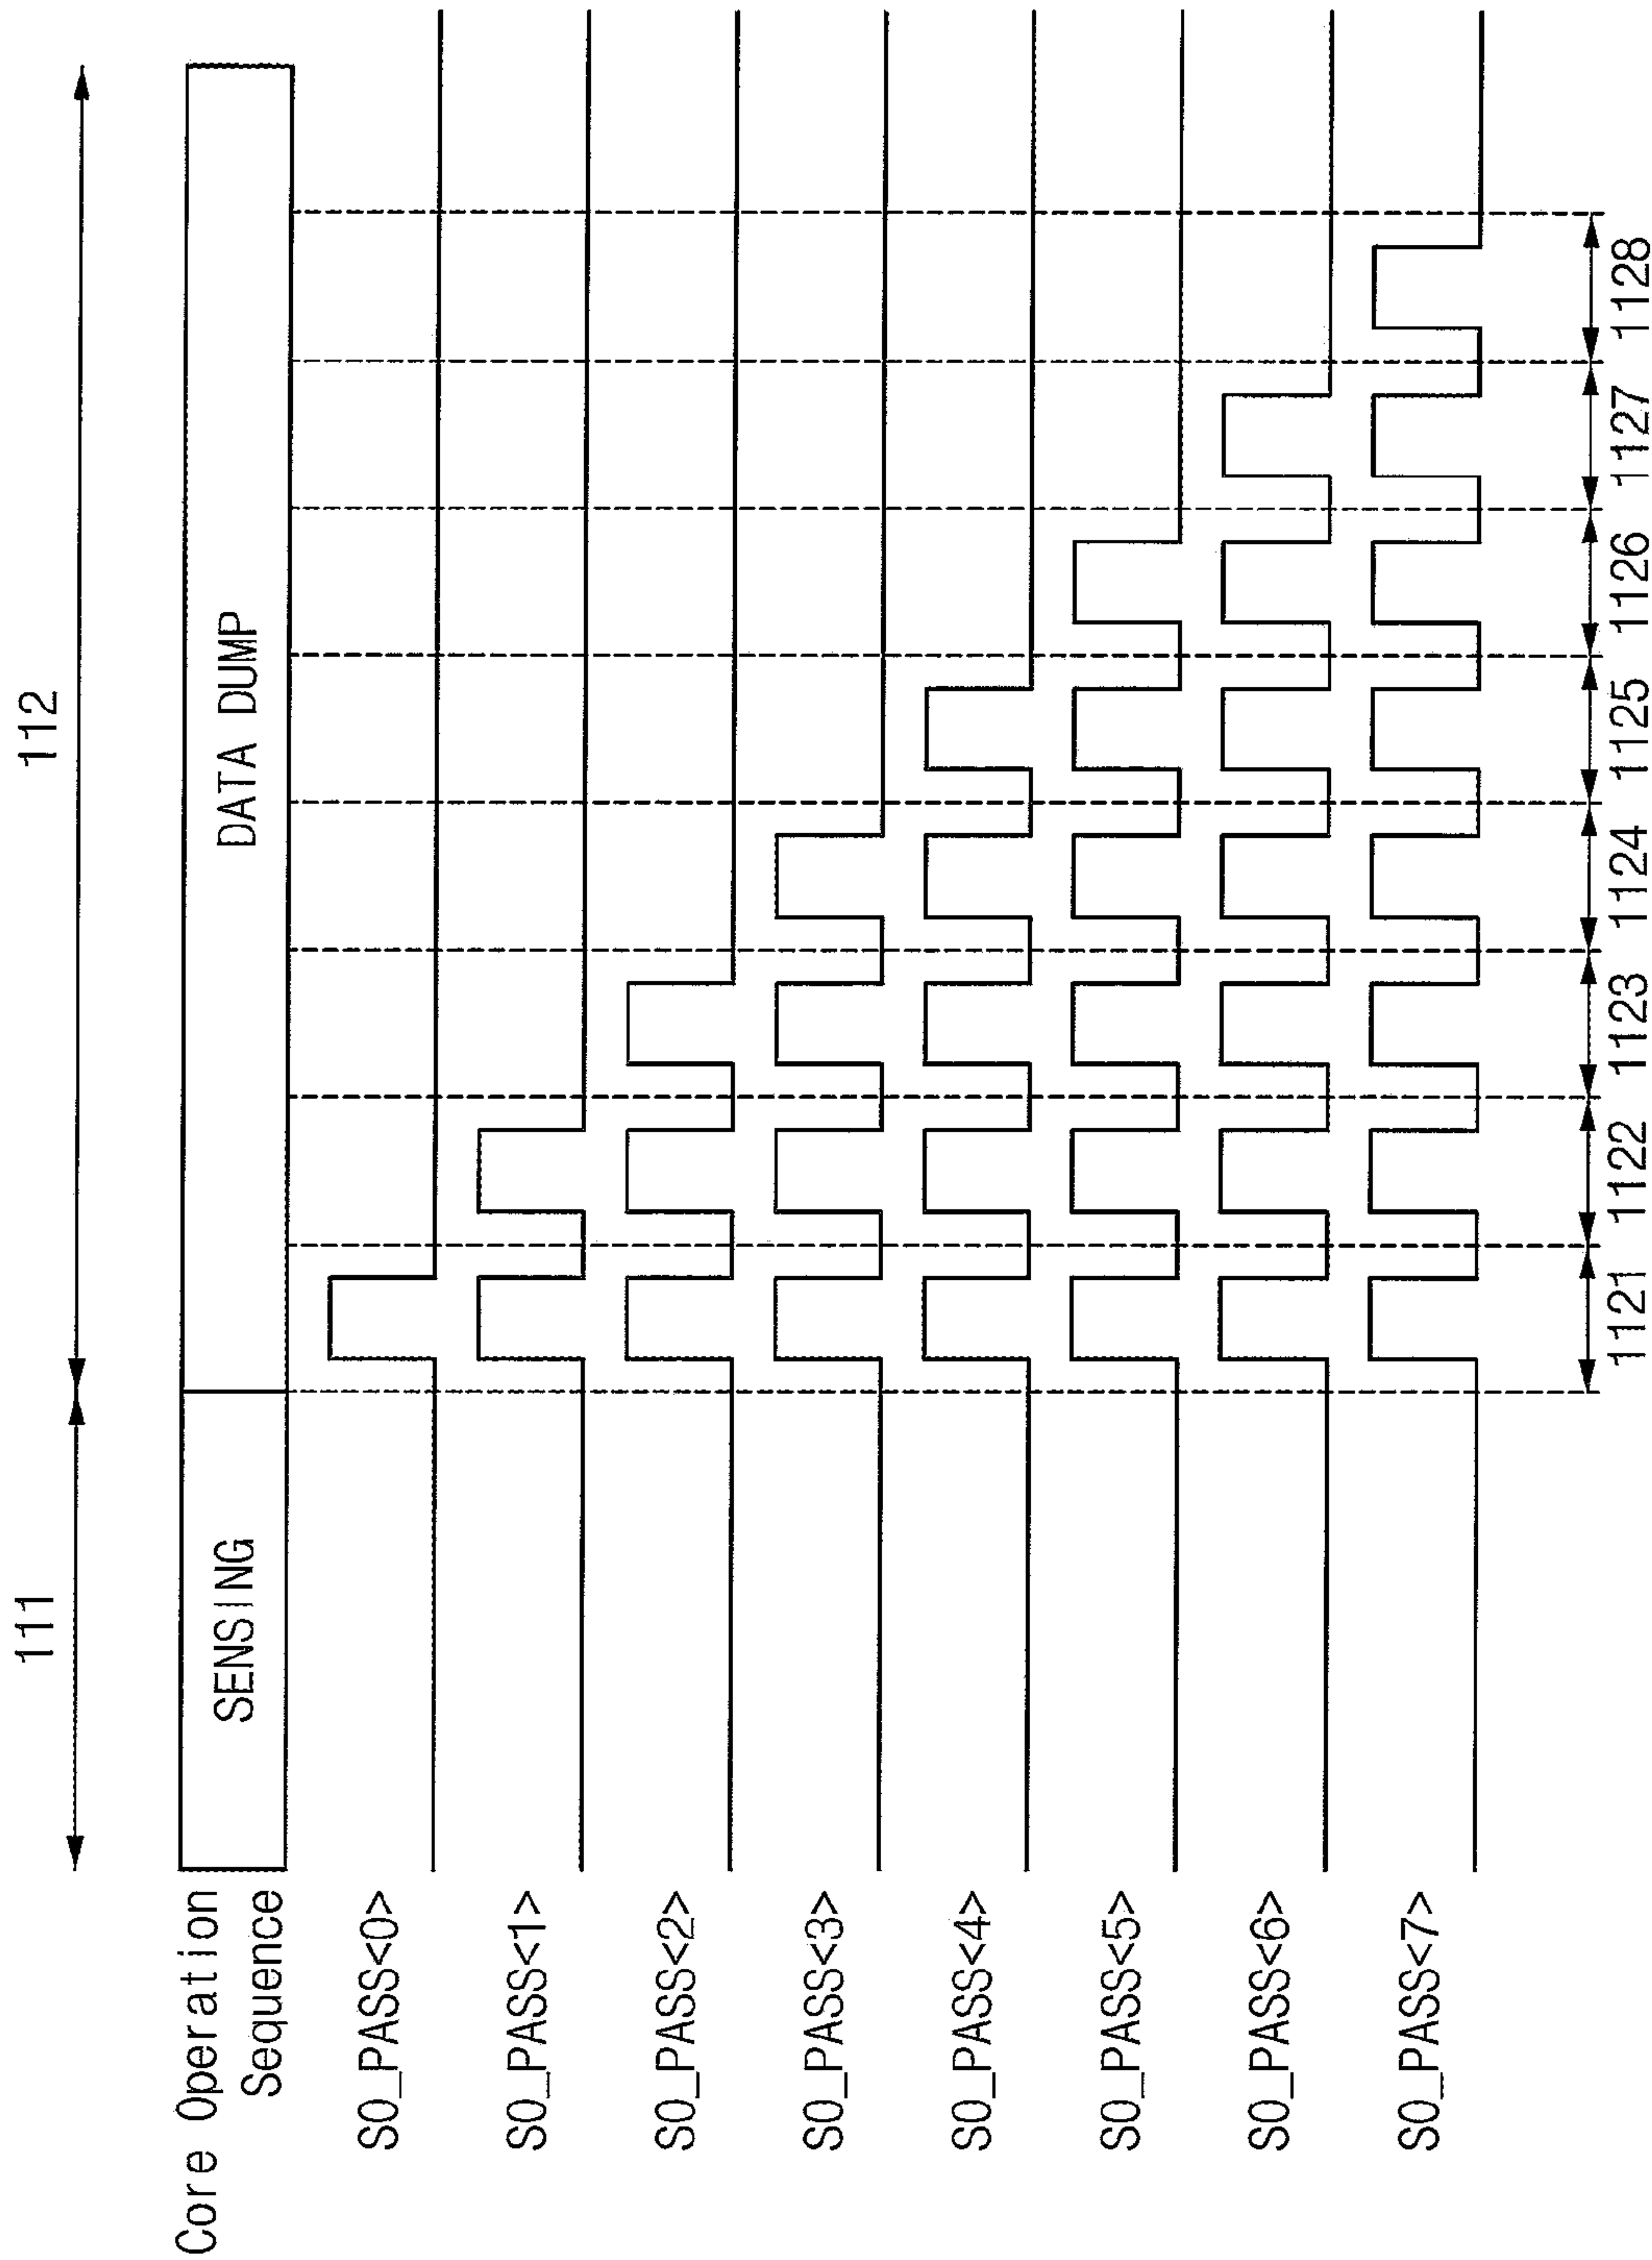 111
112
Core Operation
Sequence
SENSING
DATA DUMP
SO_PASS<0>
SO_PASS<1>
SO_PASS<2>
SO_PASS<3>
SO_PASS<4>
SO_PASS<5>
SO_PASS<6>
SO_PASS<7>
1121
1122
1123
1124
1125
1126
1127
1128